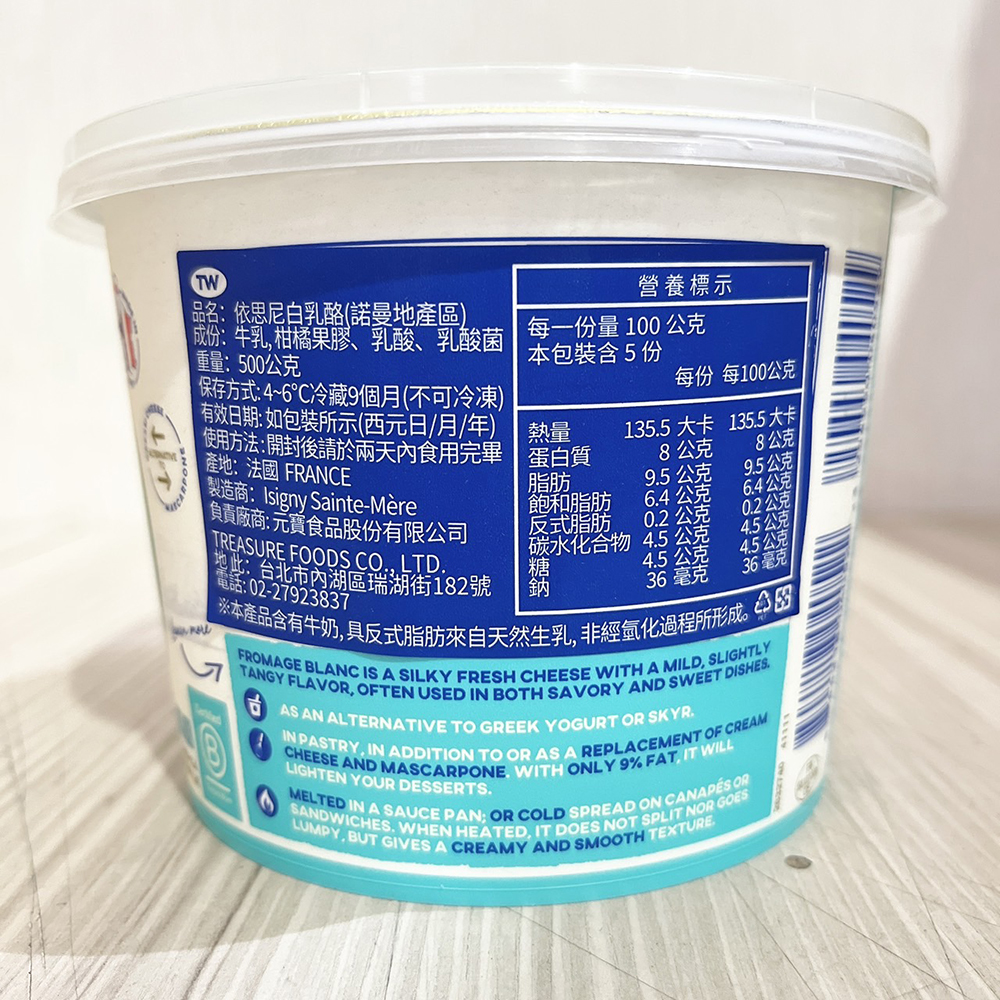 TW
品名：依思尼白乳酪(諾曼地產區)
成份：牛乳,柑橘果膠、乳酸、乳酸菌
重量：500公克
保存方式:4~6°C冷藏9個月(不可冷凍)
有效日期:如包裝所示(西元日/月/年)
使用方法:開封後請於兩天內食用完畢
產地：法國 FRANCE
製造商：Isigny Sainte-Mère
負責廠商:元寶食品股份有限公司
TREASURE FOODS CO., LTD.
地 此：台北市內湖區瑞湖街182號
電話: 02-27923837
※本產品含有牛奶,具反式脂肪來自天然生乳,非經氫化過程所形成。
營養標示
每一份量 100 公克
本包裝含 5 份
每份 每100公克
熱量 135.5 大卡 135.5 大卡
蛋白質 8 公克 8 公克
脂肪 9.5 公克 9.5 公克
飽和脂肪 6.4 公克 6.4 公克
反式脂肪 0.2 公克 0.2 公克
碳水化合物 4.5 公克 4.5 公克
糖 4.5 公克 4.5 公克
鈉 36 毫克 36 毫克
FROMAGE BLANC IS A SILKY FRESH CHEESE WITH A MILD, SLIGHTLY
TANGY FLAVOR, OFTEN USED IN BOTH SAVORY AND SWEET DISHES.
AS AN ALTERNATIVE TO GREEK YOGURT OR SKYR.
IN PASTRY, IN ADDITION TO OR AS A REPLACEMENT OF CREAM
CHEESE AND MASCARPONE. WITH ONLY 9% FAT, IT WILL
LIGHTEN YOUR DESSERTS.
MELTED IN A SAUCE PAN; OR COLD SPREAD ON CANAPÉS OR
SANDWICHES. WHEN HEATED, IT DOES NOT SPLIT NOR GOES
LUMPY, BUT GIVES A CREAMY AND SMOOTH TEXTURE.
Certified
B
MASCARPONE
more